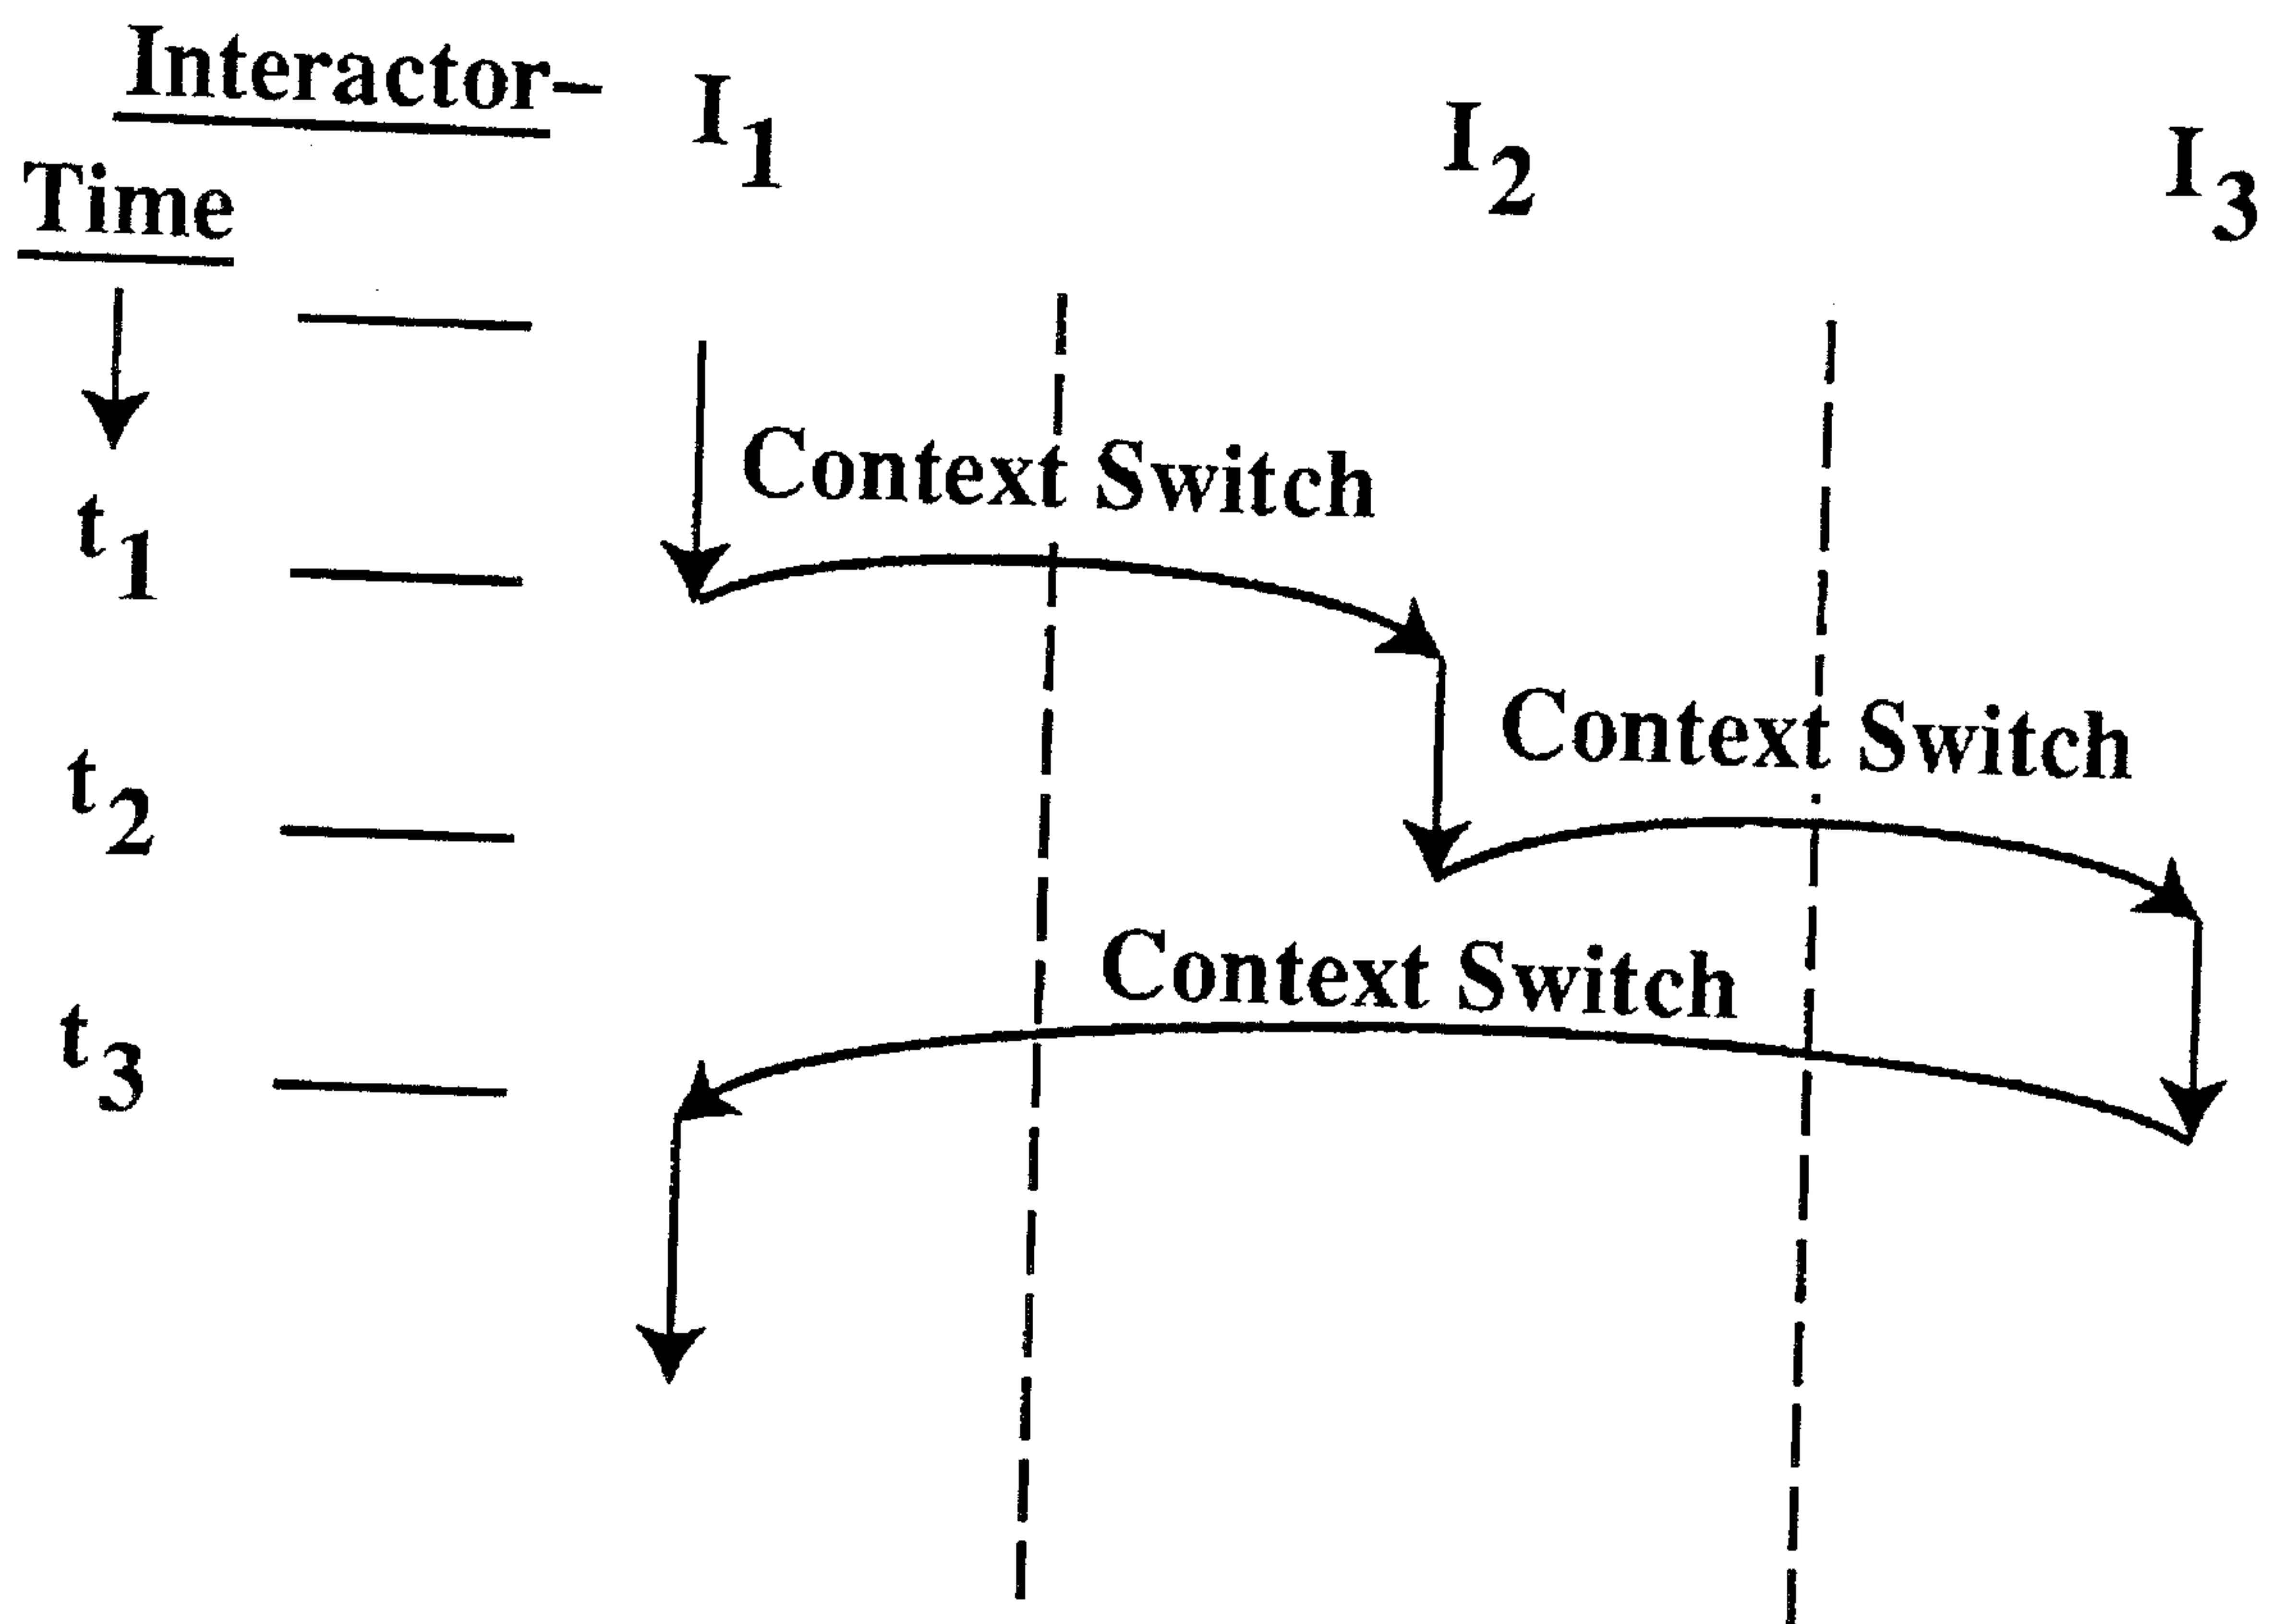 Interactor– I1 I2 I3
Time
Context Switch
t1
Context Switch
t2
Context Switch
t3